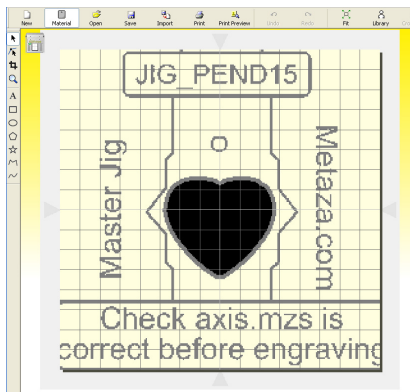 New Material Open Save Import Print Print Preview Undo Redo Fit Library
JIG_PEND15
Master Jig
Metaza.com
Check axis.mzs is
correct before engraving